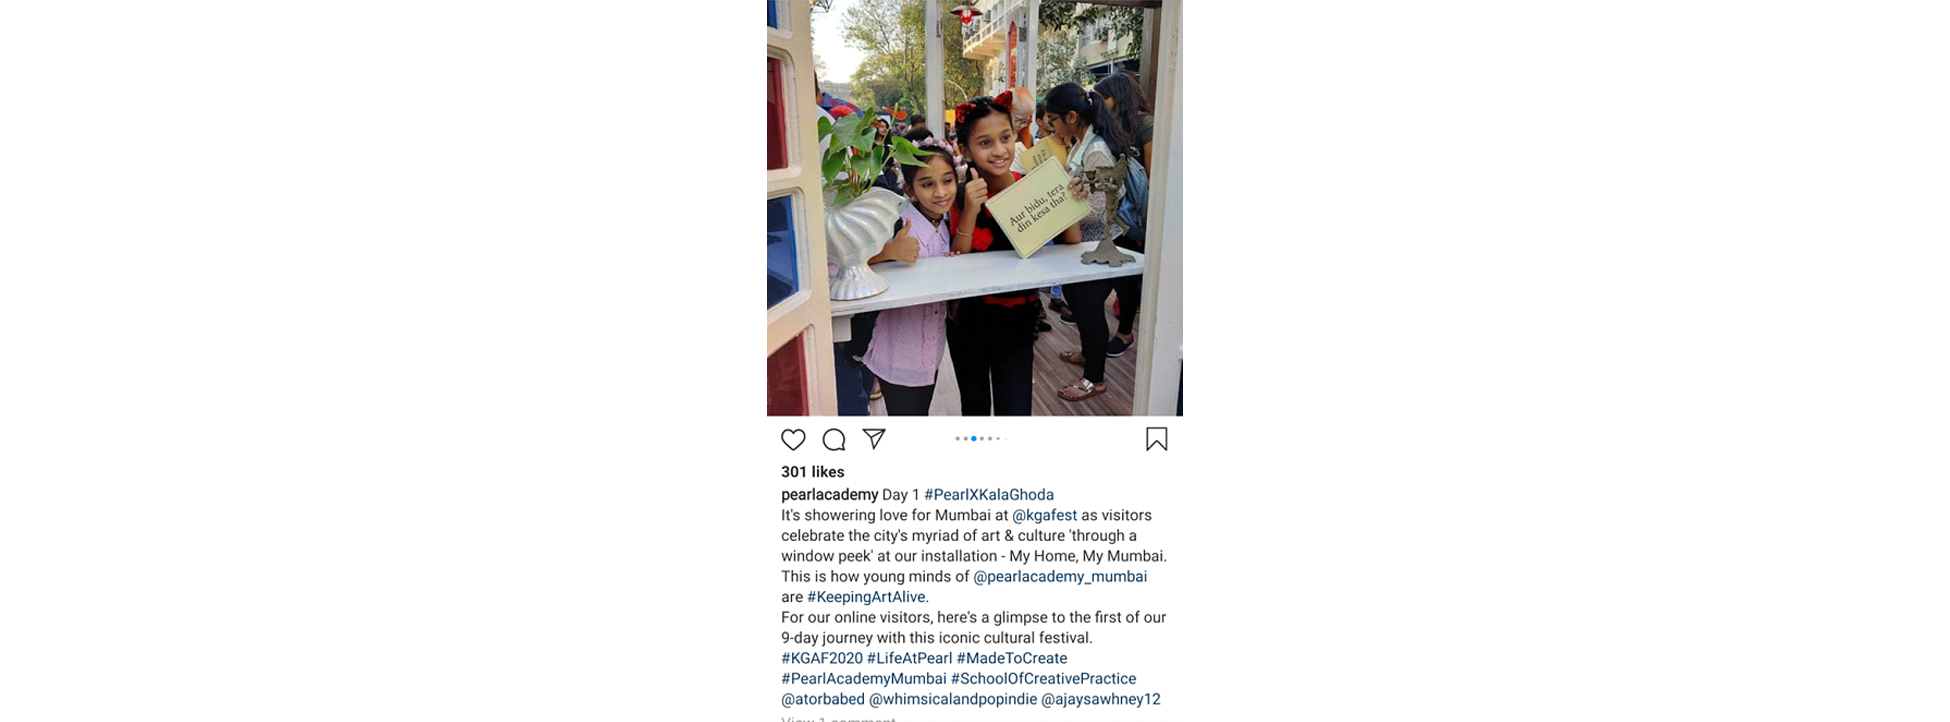 Aur bidu, tera
din kesa tha?
301 likes
pearlacademy Day 1 #PearlXKalaGhoda
It's showering love for Mumbai at @kgafest as visitors
celebrate the city's myriad of art & culture 'through a
window peek' at our installation - My Home, My Mumbai.
This is how young minds of @pearlacademy_mumbai
are #KeepingArtAlive.
For our online visitors, here's a glimpse to the first of our
9-day journey with this iconic cultural festival.
#KGAF2020 #LifeAtPearl #MadeToCreate
#PearlAcademyMumbai #SchoolOfCreativePractice
@atorbabed @whimsicalandpopindie @ajaysawhney12
View 1 comment